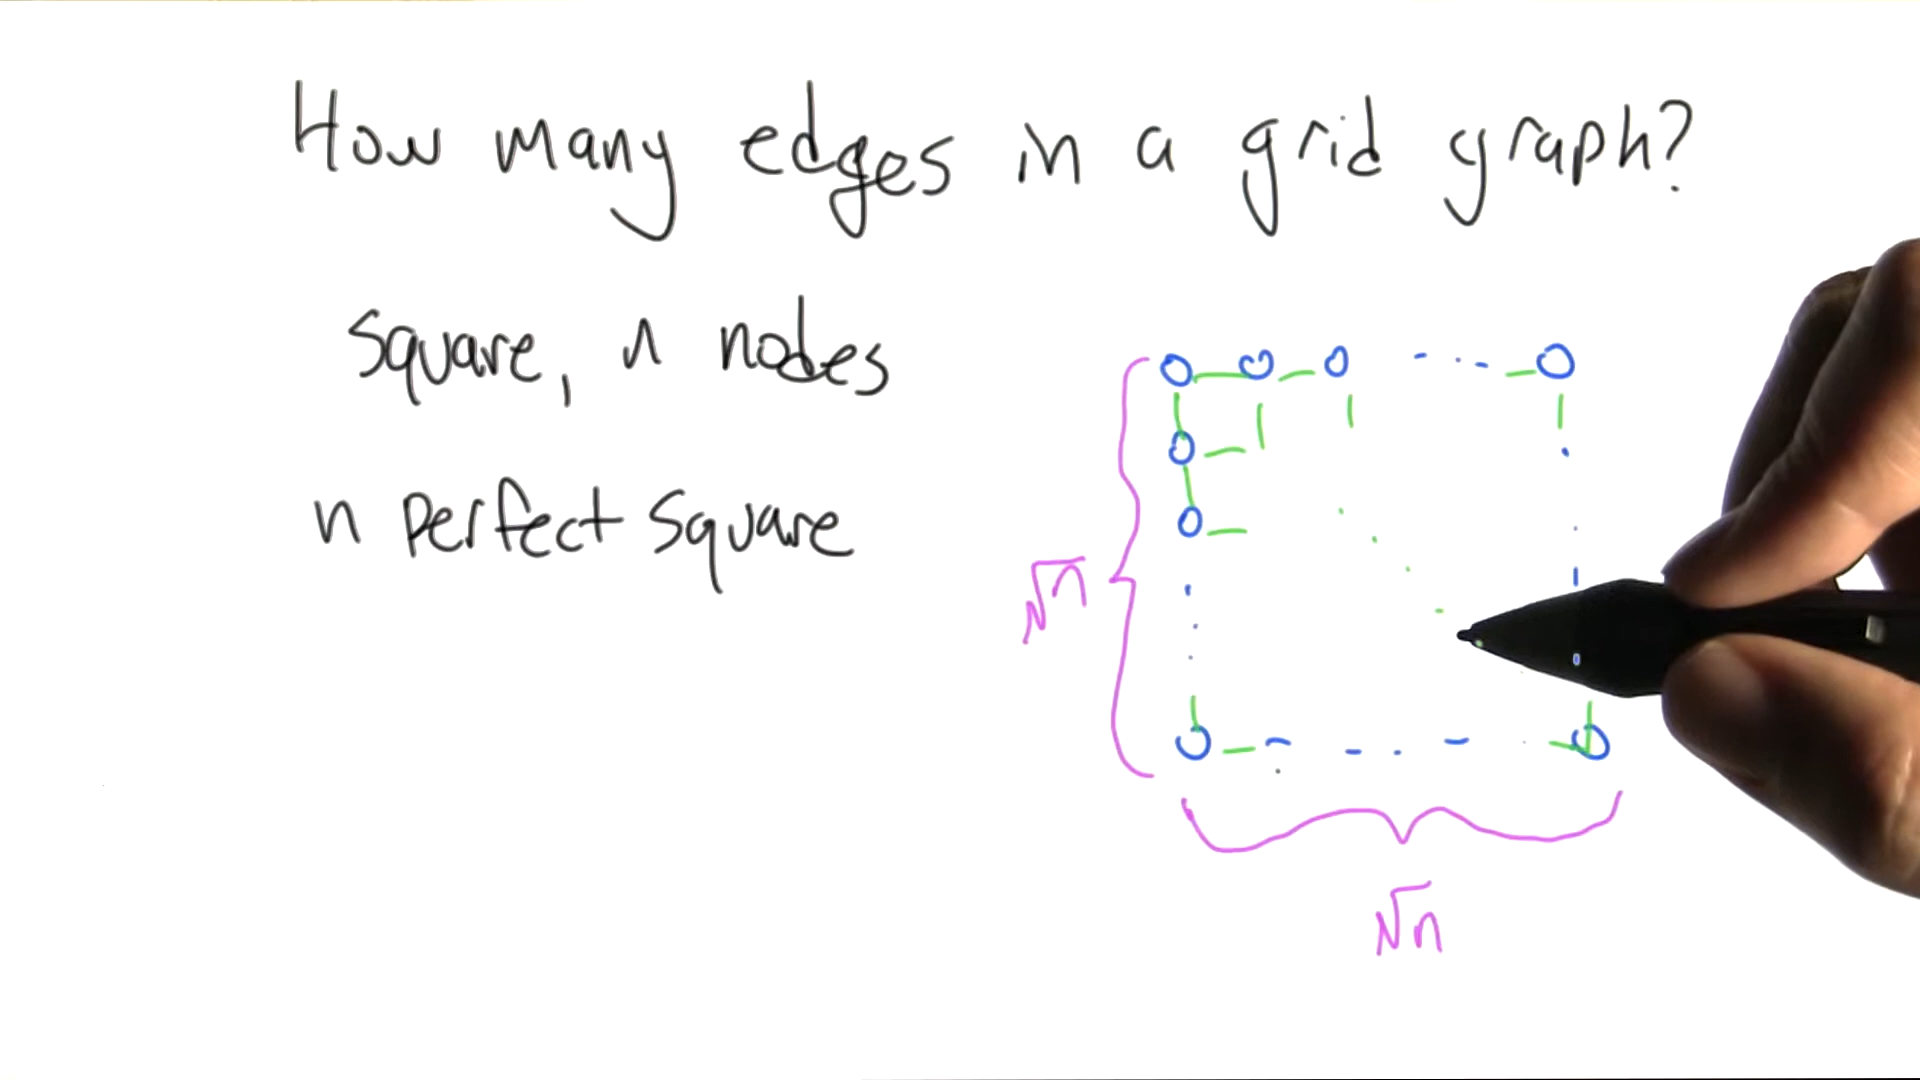 How many edges in a grid graph?
square, n nodes
n perfect square
√n
√n